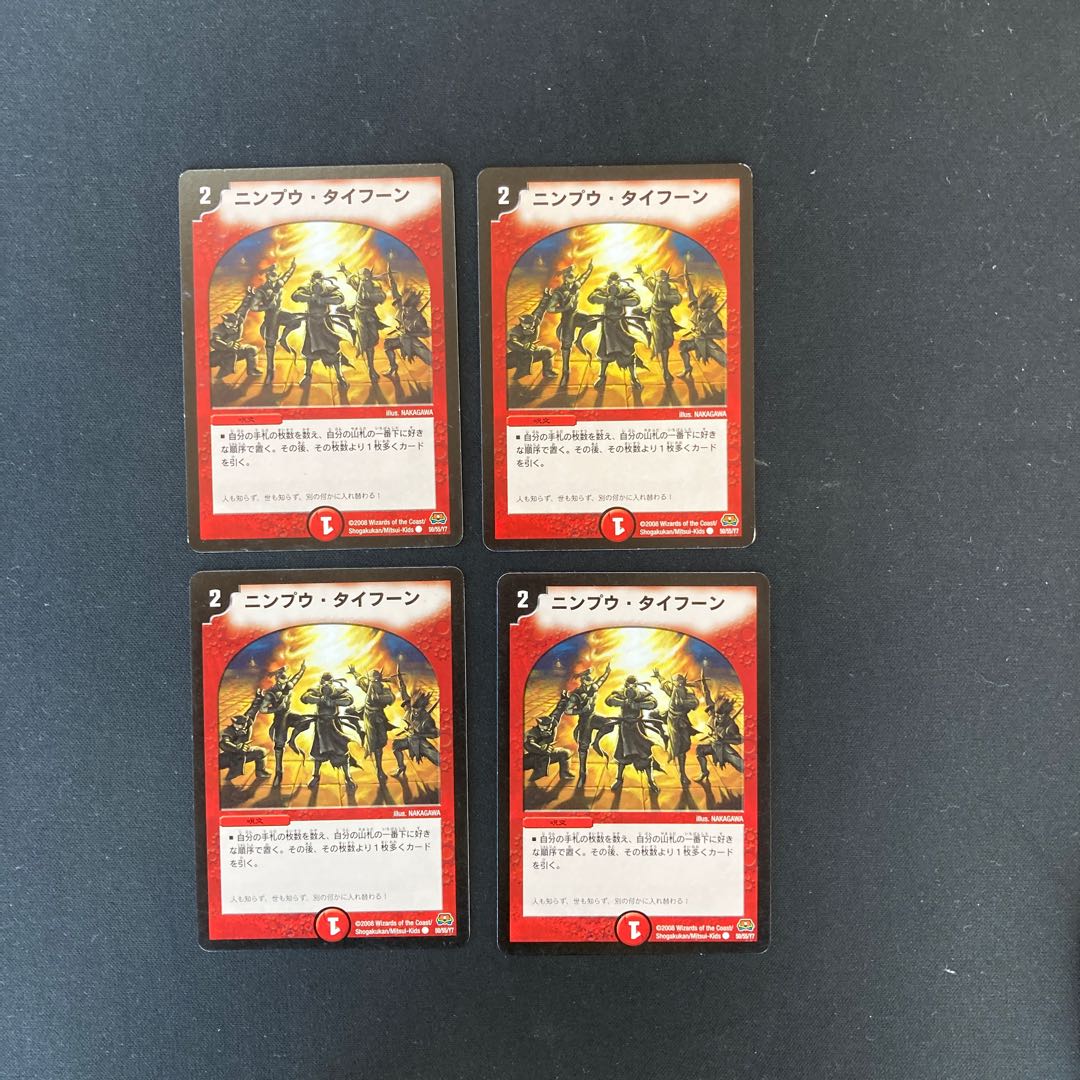 2 ニンプウ・タイフーン
illus. NAKAGAWA
呪文
■ 自分の手札の枚数を数え、自分の山札の一番下に好き
な順序で置く。その後、その枚数より1枚多くカード
を引く。
人も知らず、世も知らず、別の何かに入れ替わる！
1
©2008 Wizards of the Coast/
Shogakukan/Mitsui-Kids
50/55/Y7
2 ニンプウ・タイフーン
illus. NAKAGAWA
呪文
■ 自分の手札の枚数を数え、自分の山札の一番下に好き
な順序で置く。その後、その枚数より1枚多くカード
を引く。
人も知らず、世も知らず、別の何かに入れ替わる！
1
©2008 Wizards of the Coast/
Shogakukan/Mitsui-Kids
50/55/Y7
2 ニンプウ・タイフーン
illus. NAKAGAWA
呪文
■ 自分の手札の枚数を数え、自分の山札の一番下に好き
な順序で置く。その後、その枚数より1枚多くカード
を引く。
人も知らず、世も知らず、別の何かに入れ替わる！
1
©2008 Wizards of the Coast/
Shogakukan/Mitsui-Kids
50/55/Y7
2 ニンプウ・タイフーン
illus. NAKAGAWA
呪文
■ 自分の手札の枚数を数え、自分の山札の一番下に好き
な順序で置く。その後、その枚数より1枚多くカード
を引く。
人も知らず、世も知らず、別の何かに入れ替わる！
1
©2008 Wizards of the Coast/
Shogakukan/Mitsui-Kids
50/55/Y7